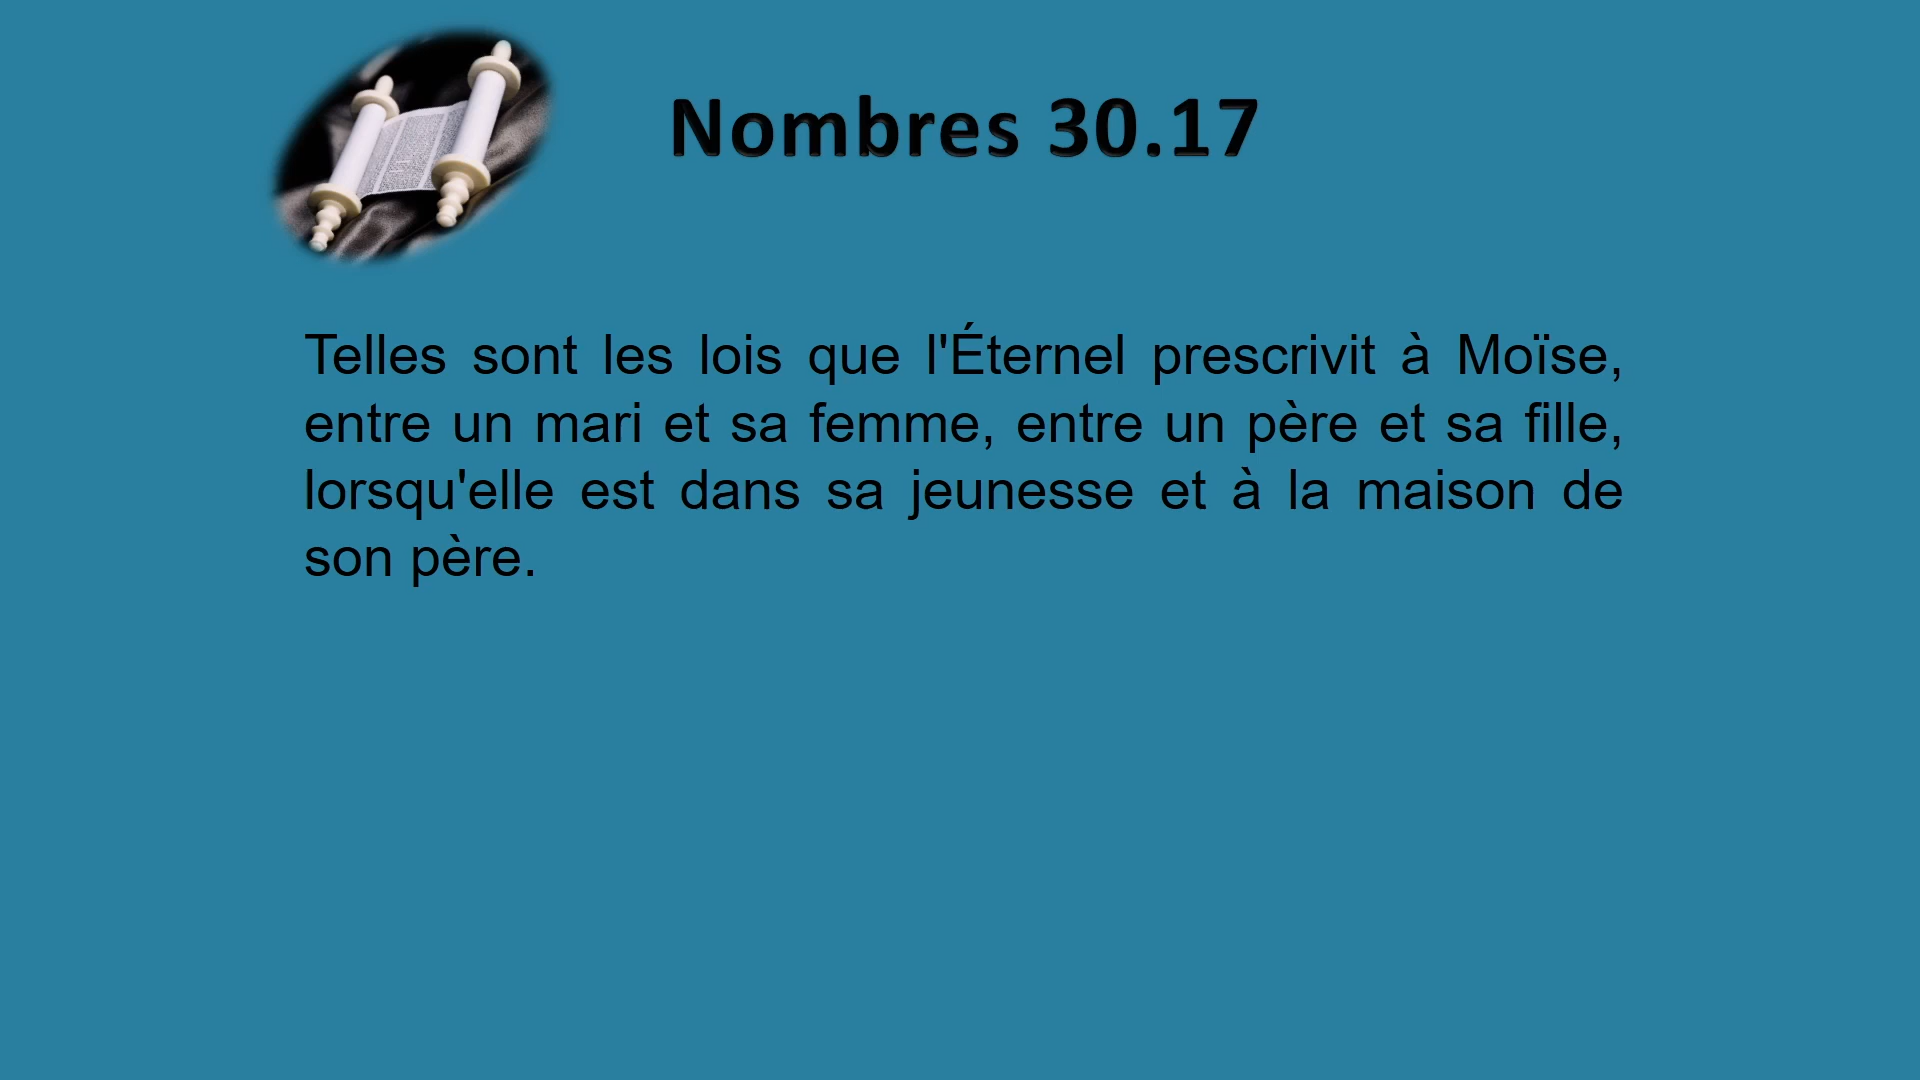 Nombres 30.17
Telles sont les lois que l'Éternel prescrivit à Moïse,
entre un mari et sa femme, entre un père et sa fille,
lorsqu'elle est dans sa jeunesse et à la maison de
son père.